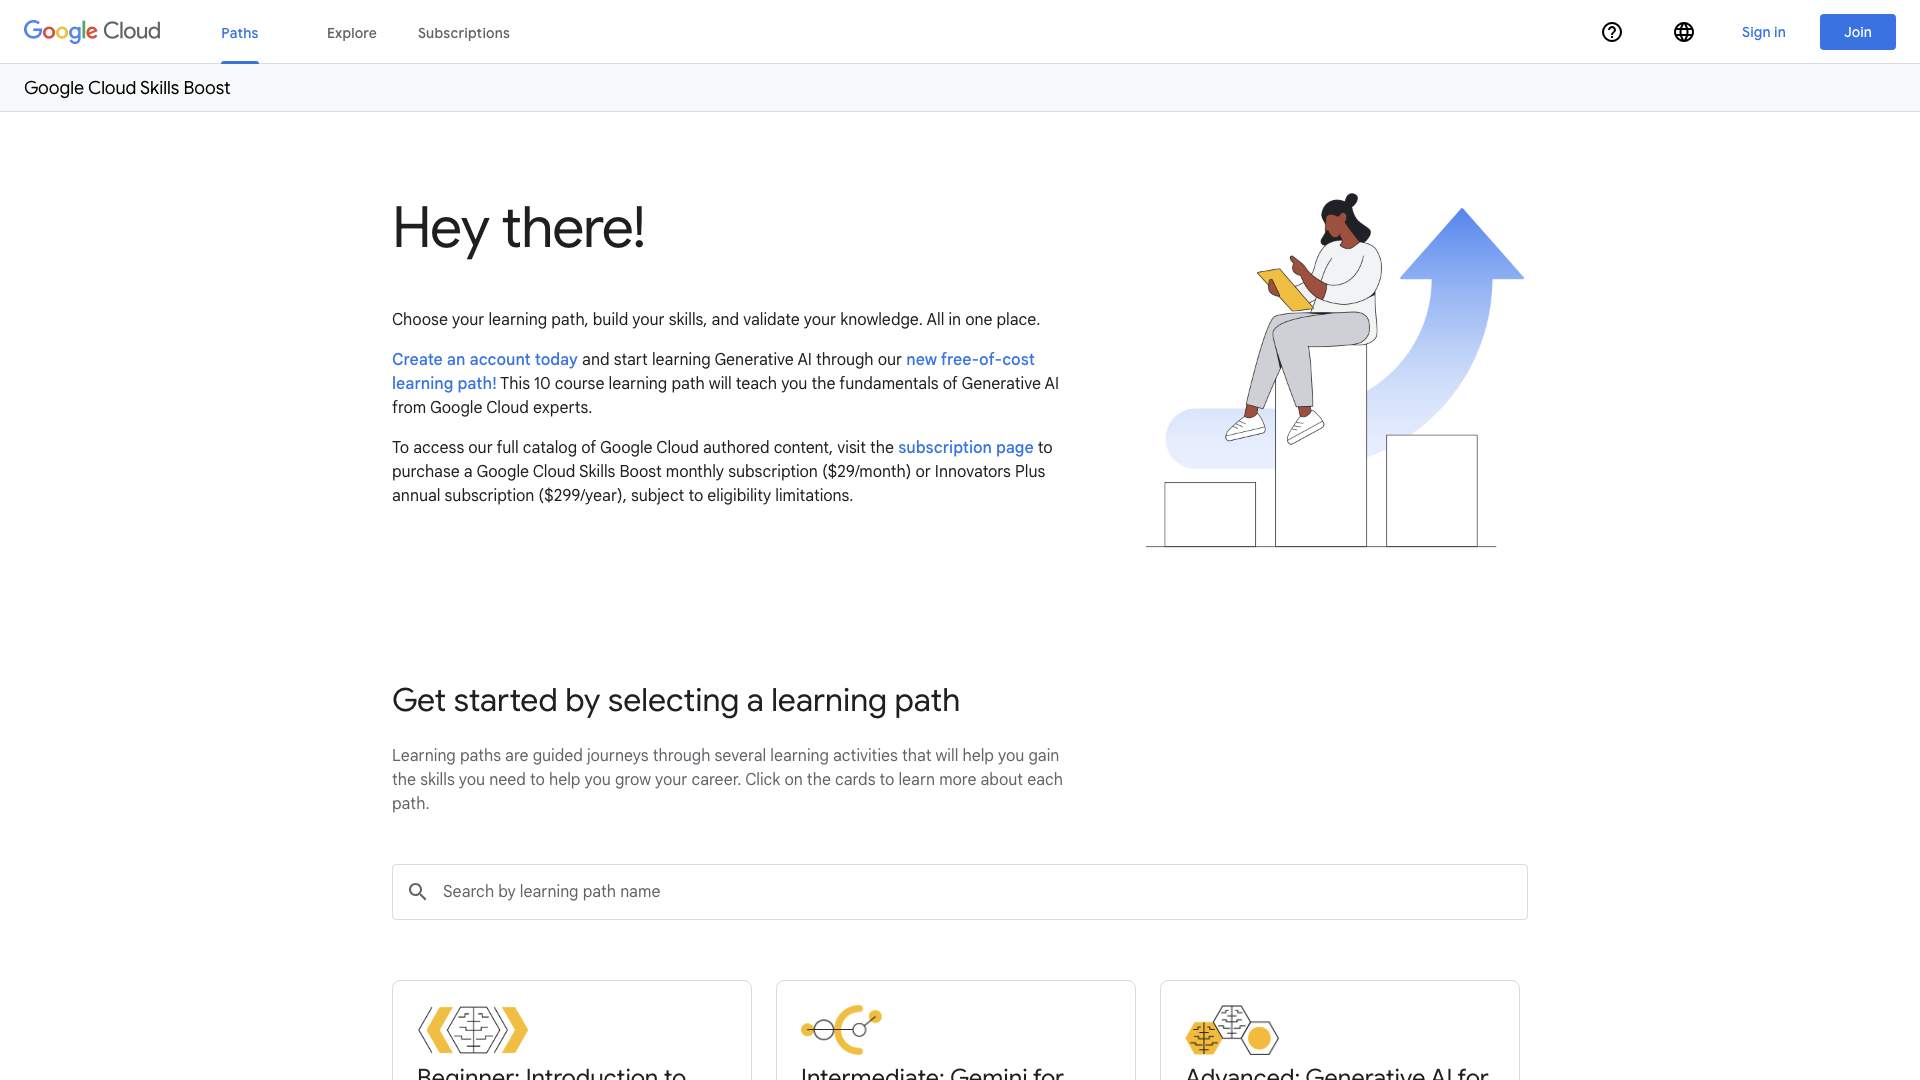 Google Cloud
Paths
Explore
Subscriptions
Sign in
Join
Google Cloud Skills Boost
Hey there!
Choose your learning path, build your skills, and validate your knowledge. All in one place.
Create an account today and start learning Generative AI through our new free-of-cost
learning path! This 10 course learning path will teach you the fundamentals of Generative AI
from Google Cloud experts.
To access our full catalog of Google Cloud authored content, visit the subscription page to
purchase a Google Cloud Skills Boost monthly subscription ($29/month) or Innovators Plus
annual subscription ($299/year), subject to eligibility limitations.
Get started by selecting a learning path
Learning paths are guided journeys through several learning activities that will help you gain
the skills you need to help you grow your career. Click on the cards to learn more about each
path.
Search by learning path name
Beginner: Introduction to
Intermediate: Gemini for
Advanced: Generative AI for